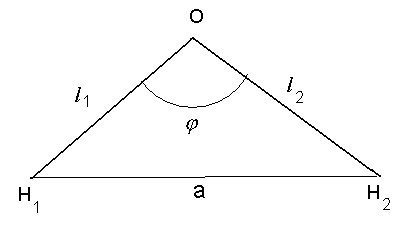 O
l₁ l₂
φ
H₁ a H₂